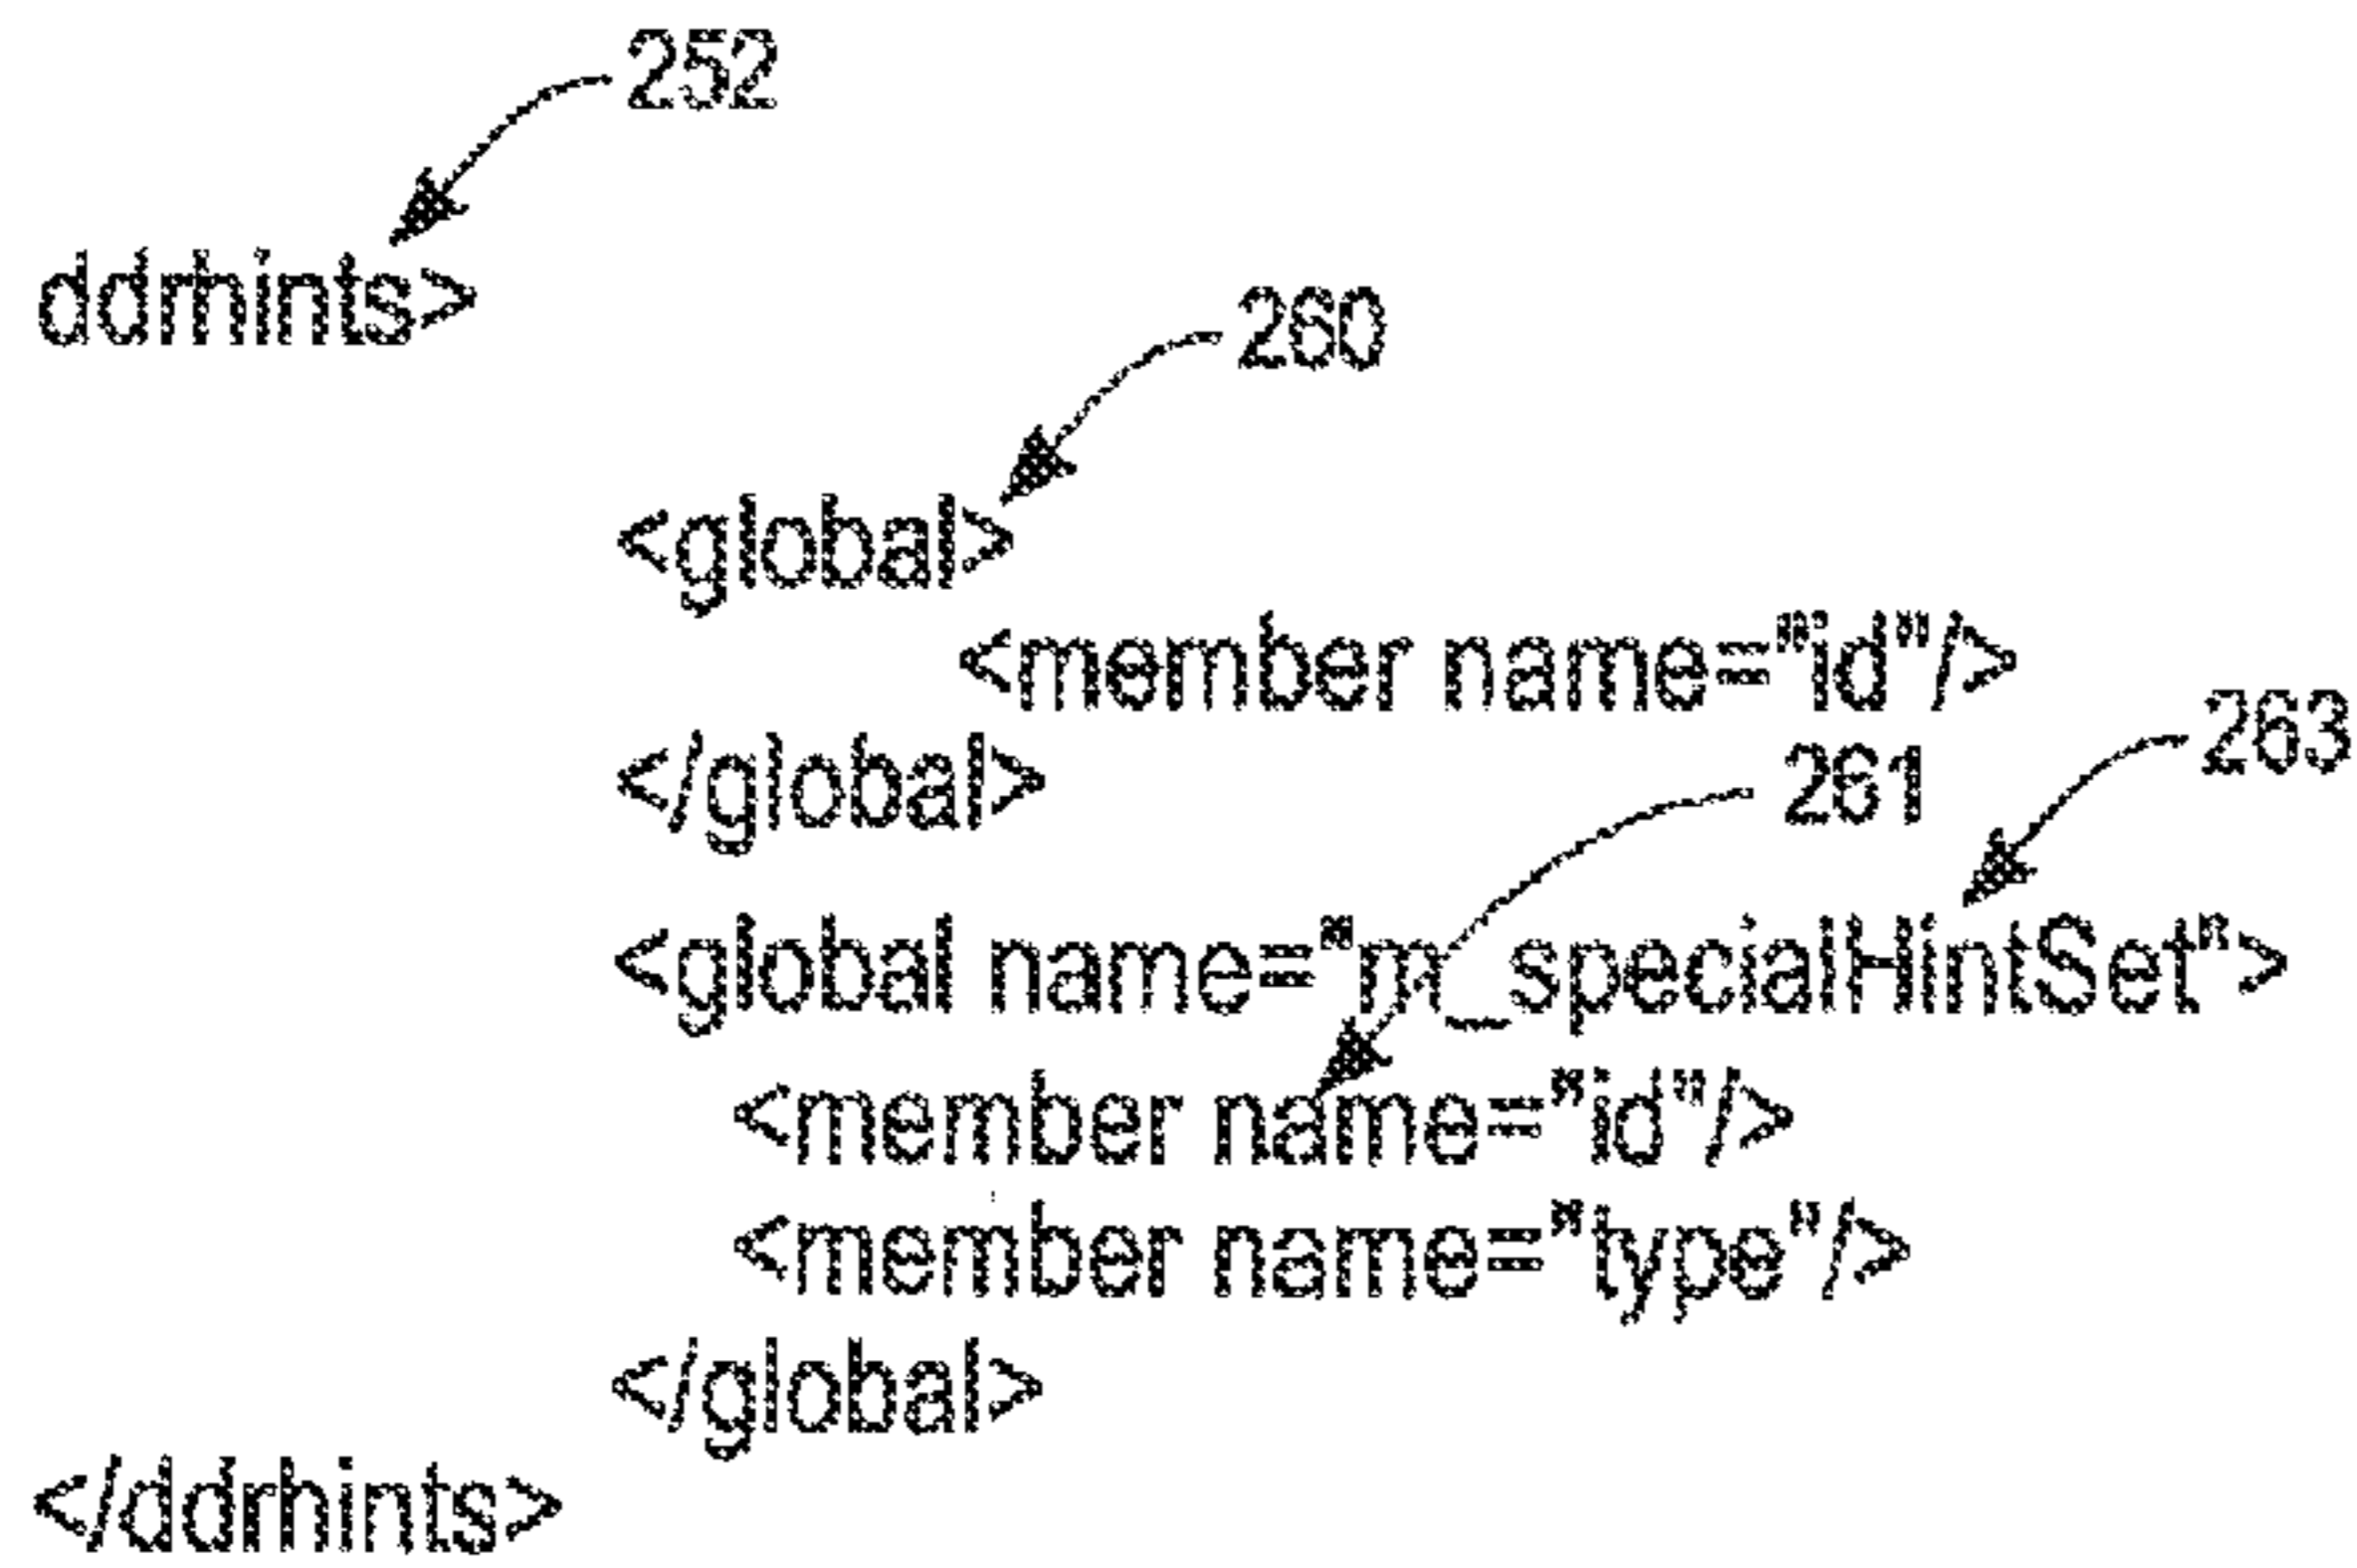 252
ddrhints>
260
<global>
<member name="id"/>
263
</global>
261
<global name="m_specialHintSet">
<member name="id"/>
<member name="type"/>
</global>
</ddrhints>